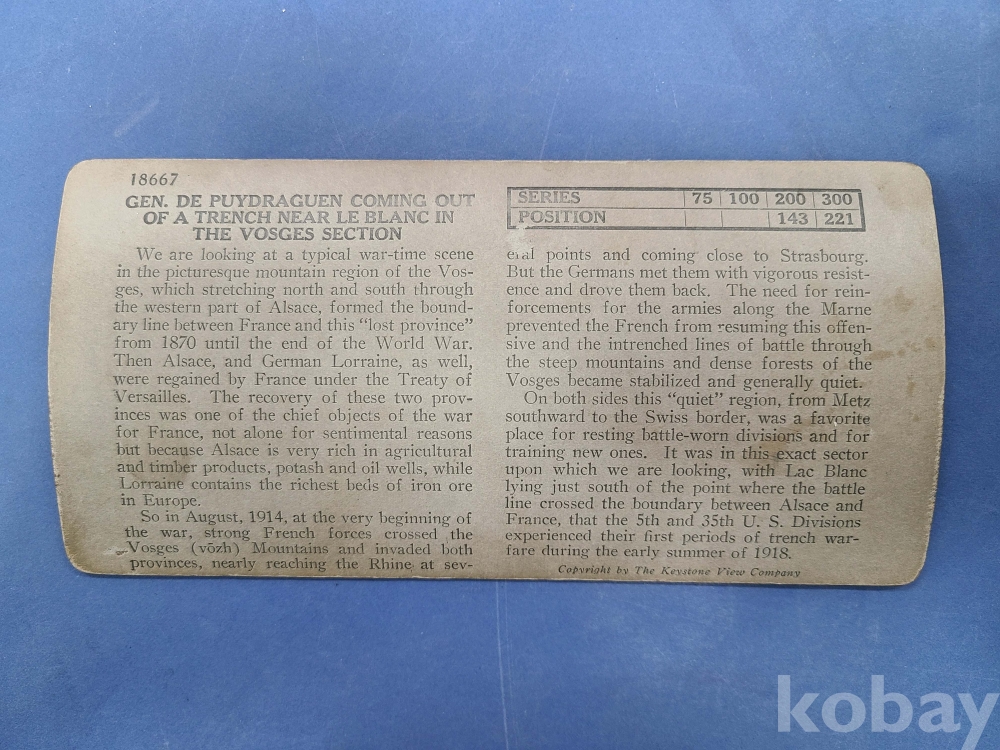 18667
GEN. DE PUYDRAGUEN COMING OUT
OF A TRENCH NEAR LE BLANC IN
THE VOSGES SECTION
We are looking at a typical war-time scene
in the picturesque mountain region of the Vos-
ges, which stretching north and south through
the western part of Alsace, formed the bound-
ary line between France and this “lost province”
from 1870 until the end of the World War.
Then Alsace, and German Lorraine, as well,
were regained by France under the Treaty of
Versailles. The recovery of these two prov-
inces was one of the chief objects of the war
for France, not alone for sentimental reasons
but because Alsace is very rich in agricultural
and timber products, potash and oil wells, while
Lorraine contains the richest beds of iron ore
in Europe.
So in August, 1914, at the very beginning of
the war, strong French forces crossed the
Vosges (vōzh) Mountains and invaded both
provinces, nearly reaching the Rhine at sev-
SERIES 75 100 200 300
POSITION 143 221
eral points and coming close to Strasbourg.
But the Germans met them with vigorous resist-
ence and drove them back. The need for rein-
forcements for the armies along the Marne
prevented the French from resuming this offen-
sive and the intrenched lines of battle through
the steep mountains and dense forests of the
Vosges became stabilized and generally quiet.
On both sides this “quiet” region, from Metz
southward to the Swiss border, was a favorite
place for resting battle-worn divisions and for
training new ones. It was in this exact sector
upon which we are looking, with Lac Blanc
lying just south of the point where the battle
line crossed the boundary between Alsace and
France, that the 5th and 35th U. S. Divisions
experienced their first periods of trench war-
fare during the early summer of 1918.
Copyright by The Keystone View Company
kobay